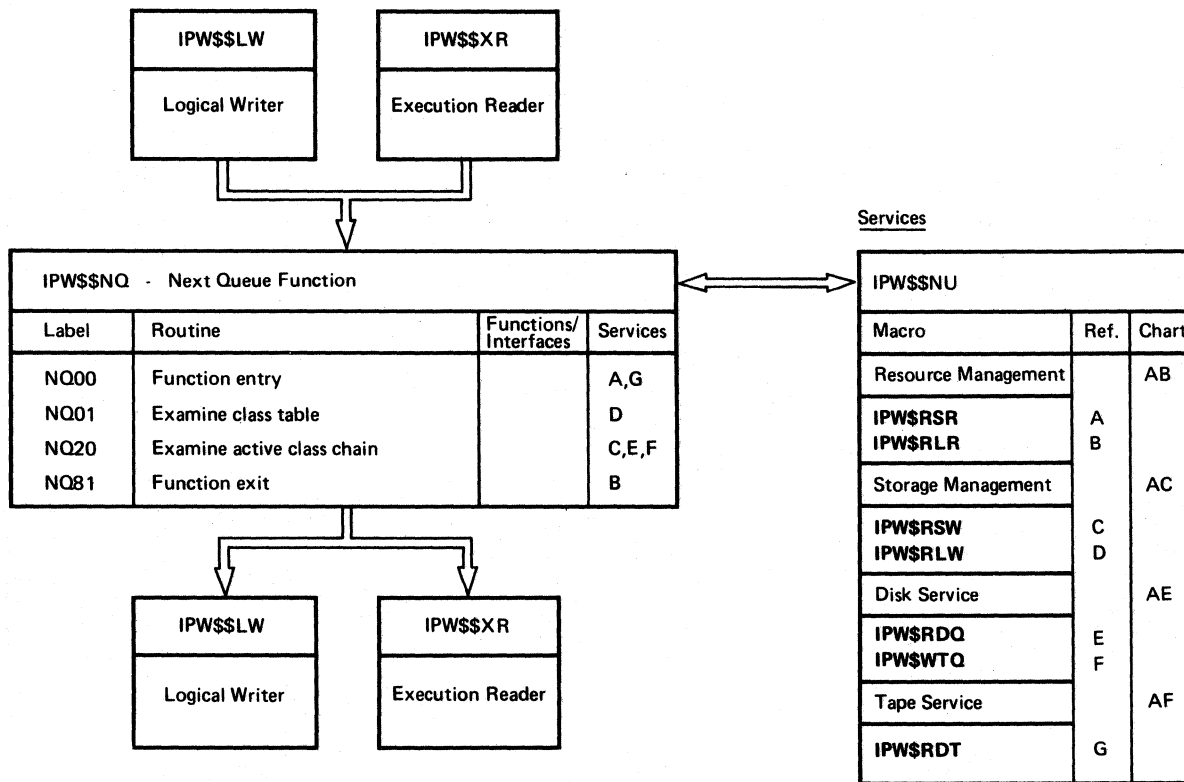 IPW$$LW
Logical Writer
IPW$$XR
Execution Reader
IPW$$NQ - Next Queue Function
Label Routine Functions/ Interfaces Services
NQ00 Function entry A,G
NQ01 Examine class table D
NQ20 Examine active class chain C,E,F
NQ81 Function exit B
IPW$$LW
Logical Writer
IPW$$XR
Execution Reader
Services
IPW$$NU
Macro Ref. Chart
Resource Management AB
IPW$RSR A
IPW$RLR B
Storage Management AC
IPW$RSW C
IPW$RLW D
Disk Service AE
IPW$RDQ E
IPW$WTQ F
Tape Service AF
IPW$RDT G